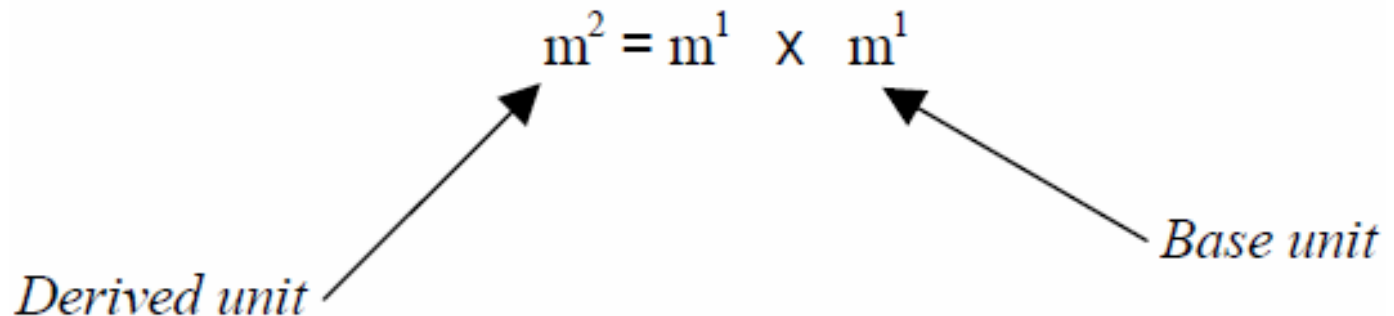 m² = m¹ x m¹
Base unit
Derived unit